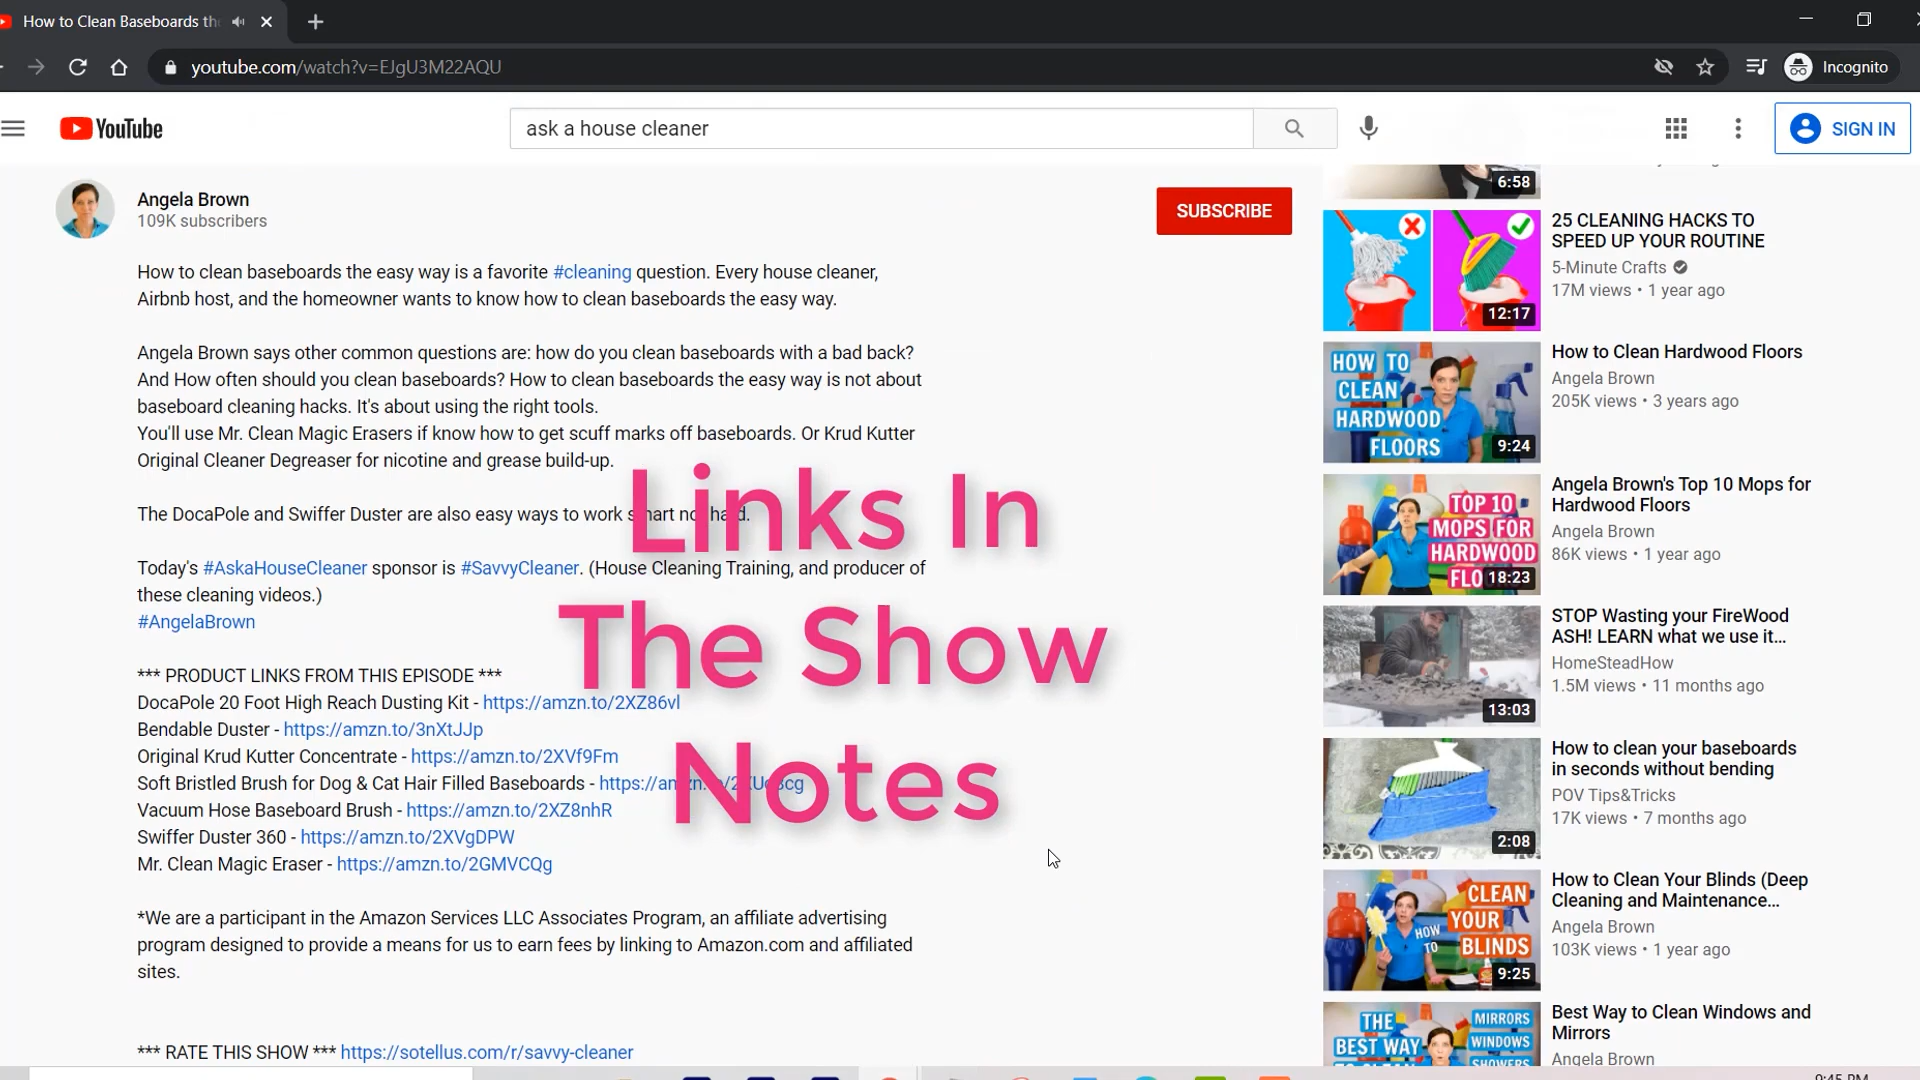 How to Clean Baseboards th
youtube.com/watch?v=EJgU3M22AQU
Incognito
YouTube
ask a house cleaner
SIGN IN
Angela Brown
109K subscribers
SUBSCRIBE
How to clean baseboards the easy way is a favorite #cleaning question. Every house cleaner,
Airbnb host, and the homeowner wants to know how to clean baseboards the easy way.
Angela Brown says other common questions are: how do you clean baseboards with a bad back?
And How often should you clean baseboards? How to clean baseboards the easy way is not about
baseboard cleaning hacks. It's about using the right tools.
You'll use Mr. Clean Magic Erasers if know how to get scuff marks off baseboards. Or Krud Kutter
Original Cleaner Degreaser for nicotine and grease build-up.
The DocaPole and Swiffer Duster are also easy ways to work smart not hard.
Today's #AskaHouseCleaner sponsor is #SavvyCleaner. (House Cleaning Training, and producer of
these cleaning videos.)
#AngelaBrown
*** PRODUCT LINKS FROM THIS EPISODE ***
DocaPole 20 Foot High Reach Dusting Kit - https://amzn.to/2XZ86vl
Bendable Duster - https://amzn.to/3nXtJJp
Original Krud Kutter Concentrate - https://amzn.to/2XVf9Fm
Soft Bristled Brush for Dog & Cat Hair Filled Baseboards -
Vacuum Hose Baseboard Brush - https://amzn.to/2XZ8nhR
Swiffer Duster 360 - https://amzn.to/2XVgDPW
Mr. Clean Magic Eraser - https://amzn.to/2GMVCQg
*We are a participant in the Amazon Services LLC Associates Program, an affiliate advertising
program designed to provide a means for us to earn fees by linking to Amazon.com and affiliated
sites.
*** RATE THIS SHOW *** https://sotellus.com/r/savvy-cleaner
Links In
The Show
Notes
6:58
12:17
25 CLEANING HACKS TO
SPEED UP YOUR ROUTINE
5-Minute Crafts
17M views • 1 year ago
HOW TO
CLEAN
HARDWOOD
FLOORS
9:24
How to Clean Hardwood Floors
Angela Brown
205K views • 3 years ago
TOP 10
MOPS FOR
HARDWOOD
18:23
Angela Brown's Top 10 Mops for
Hardwood Floors
Angela Brown
86K views • 1 year ago
13:03
STOP Wasting your FireWood
ASH! LEARN what we use it...
HomeSteadHow
1.5M views • 11 months ago
2:08
How to clean your baseboards
in seconds without bending
POV Tips&Tricks
17K views • 7 months ago
HOW
TO
CLEAN
YOUR
BLINDS
9:25
How to Clean Your Blinds (Deep
Cleaning and Maintenance...
Angela Brown
103K views • 1 year ago
THE
BEST WAY
MIRRORS
WINDOWS
SHOWERS
Best Way to Clean Windows and
Mirrors
Angela Brown
9:45 PM